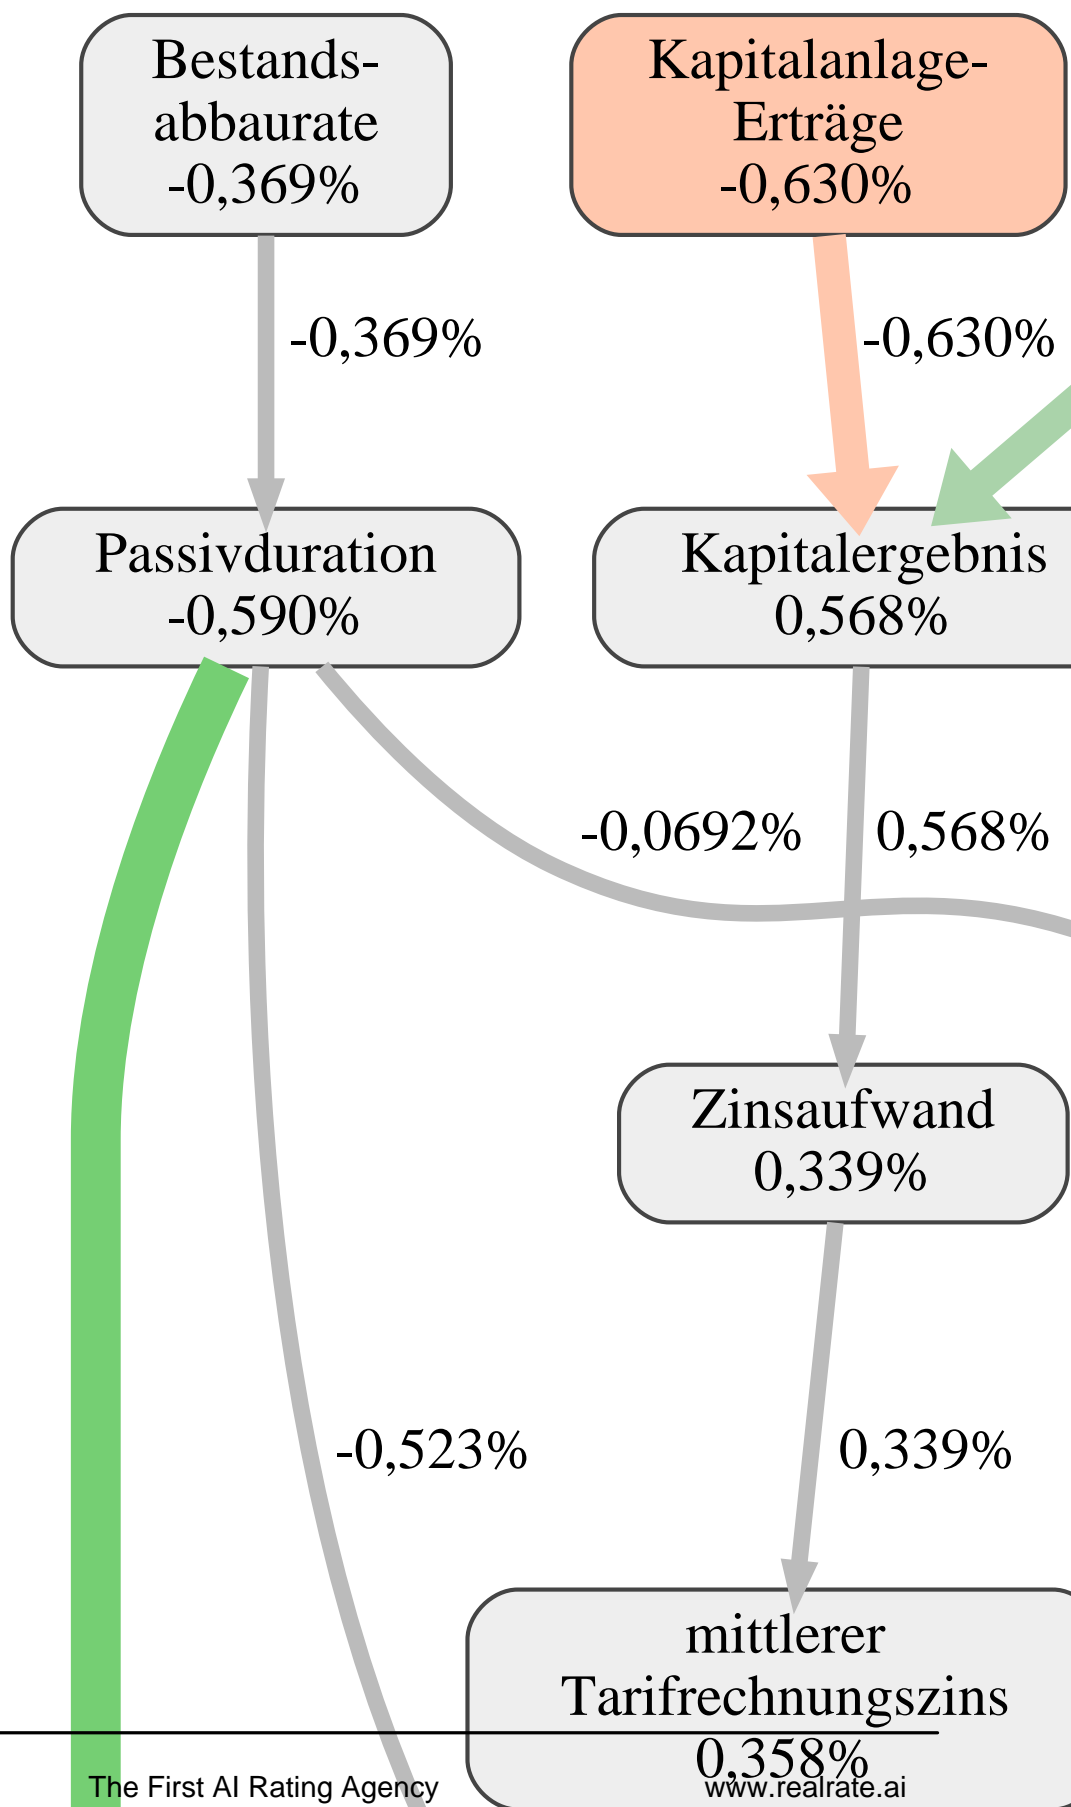 Bestands-
abbaurate
-0,369%
Kapitalanlage-
Erträge
-0,630%
-0,369%
-0,630%
Passivduration
-0,590%
Kapitalergebnis
0,568%
-0,0692%
0,568%
Zinsaufwand
0,339%
-0,523%
0,339%
mittlerer
Tarifrechnungszins
0,358%
The First AI Rating Agency
www.realrate.ai